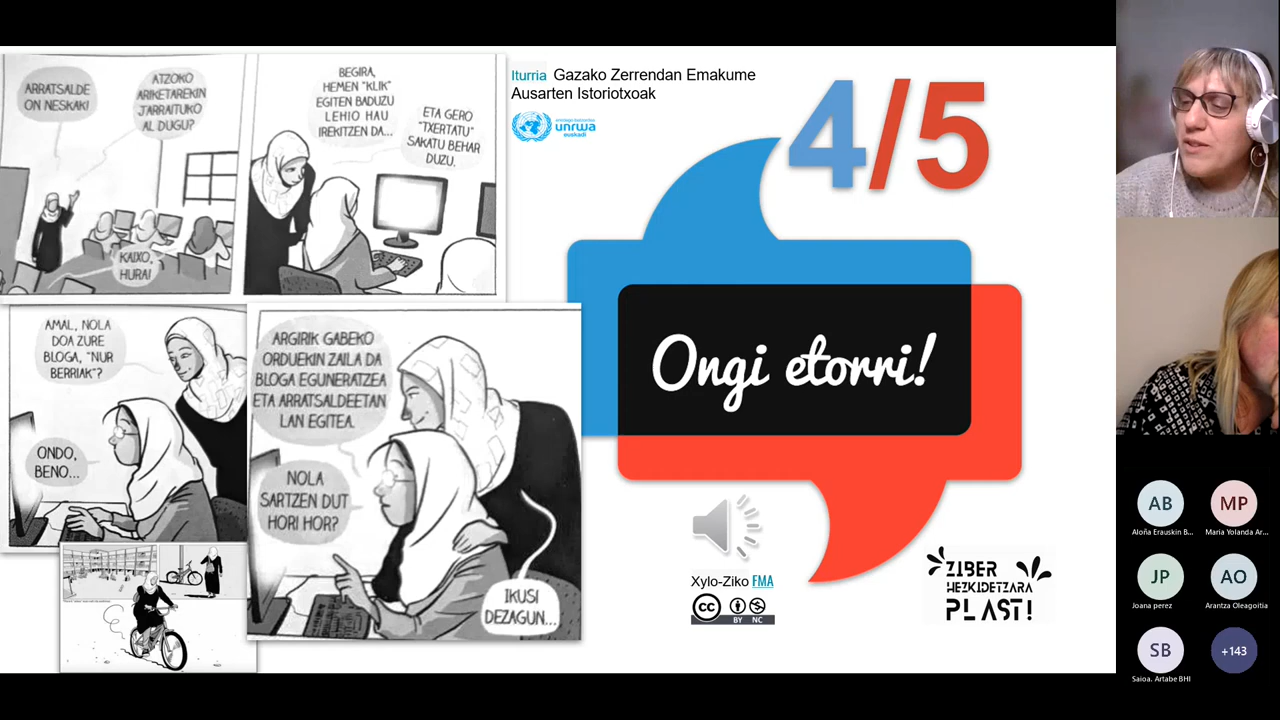 ARRATSALDE
ON NESKAK!
ATZOKO
ARIKETAREKIN
JARRAITUKO
AL DUGU?
KAIXO,
HURA!
BEGIRA,
HEMEN "KLIK"
EGITEN BADUZU
LEHIO HAU
IREKITZEN DA...
ETA GERO
"TXERTATU"
SAKATU BEHAR
DUZU.
AMAL, NOLA
DOA ZURE
BLOGA, "NUR
BERRIAK"?
ONDO,
BENO...
ARGIRIK GABEKO
ORDUEKIN ZAILA DA
BLOGA EGUNERATZEA
ETA ARRATSALDEETAN
LAN EGITEA.
NOLA
SARTZEN DUT
HORI HOR?
IKUSI
DEZAGUN...
Iturria Gazako Zerrendan Emakume
Ausarten Istoriotxoak
unrwa
euskadi
4/5
Ongi etorri!
Xylo-Ziko FMA
CC BY NC
ZIBER
HEZKIDETZARA
PLAST!
AB
Aloña Erauskin B...
MP
Maria Yolanda Ar...
JP
Joana perez
AO
Arantza Oleagoitia
SB
Saioa. Artabe BHI
+143